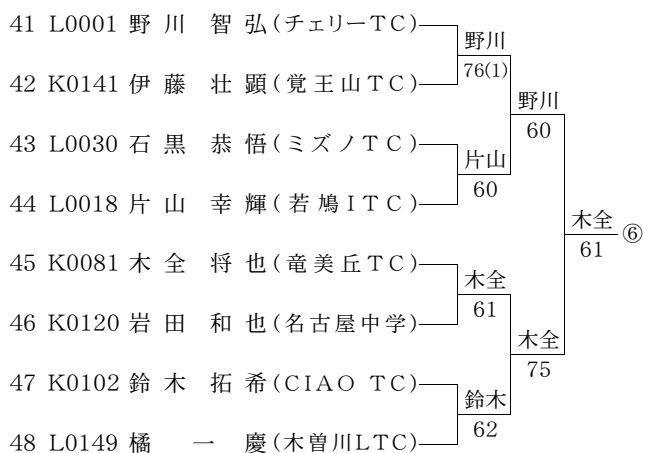 41 L0001 野川 智弘(チェリーTC)
野川
42 K0141 伊藤 壮顕(覚王山TC)
76(1)
野川
60
43 L0030 石黒 恭悟(ミズノTC)
片山
44 L0018 片山 幸輝(若鳩ITC)
60
木全 ⑥
61
45 K0081 木全 将也(竜美丘TC)
木全
46 K0120 岩田 和也(名古屋中学)
61
木全
75
47 K0102 鈴木 拓希(CIAO TC)
鈴木
48 L0149 橘 一慶(木曽川LTC)
62